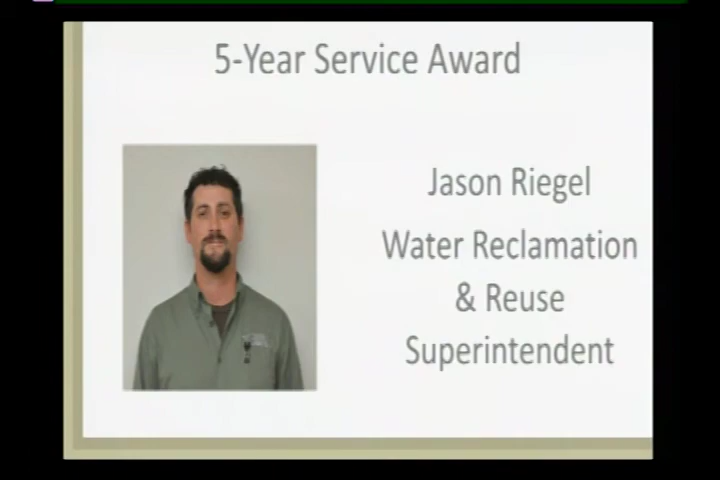 5-Year Service Award
Jason Riegel
Water Reclamation
& Reuse
Superintendent